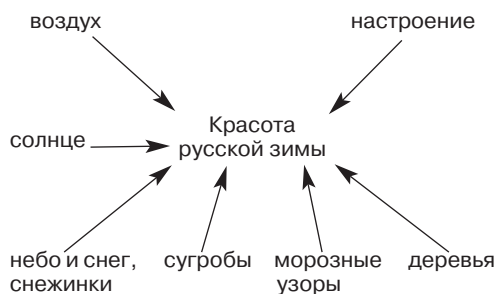 воздух
настроение
солнце
Красота
русской зимы
небо и снег,
снежинки
сугробы
морозные
узоры
деревья